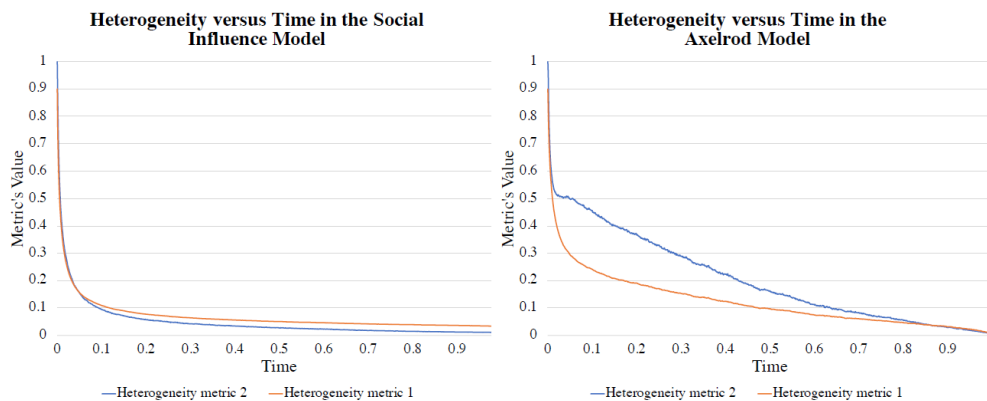 Heterogeneity versus Time in the Social
Influence Model
Metric's Value
1
0.9
0.8
0.7
0.6
0.5
0.4
0.3
0.2
0.1
0
0 0.1 0.2 0.3 0.4 0.5 0.6 0.7 0.8 0.9
Time
Heterogeneity metric 2 Heterogeneity metric 1
Heterogeneity versus Time in the
Axelrod Model
Metric's Value
1
0.9
0.8
0.7
0.6
0.5
0.4
0.3
0.2
0.1
0
0 0.1 0.2 0.3 0.4 0.5 0.6 0.7 0.8 0.9
Time
Heterogeneity metric 2 Heterogeneity metric 1